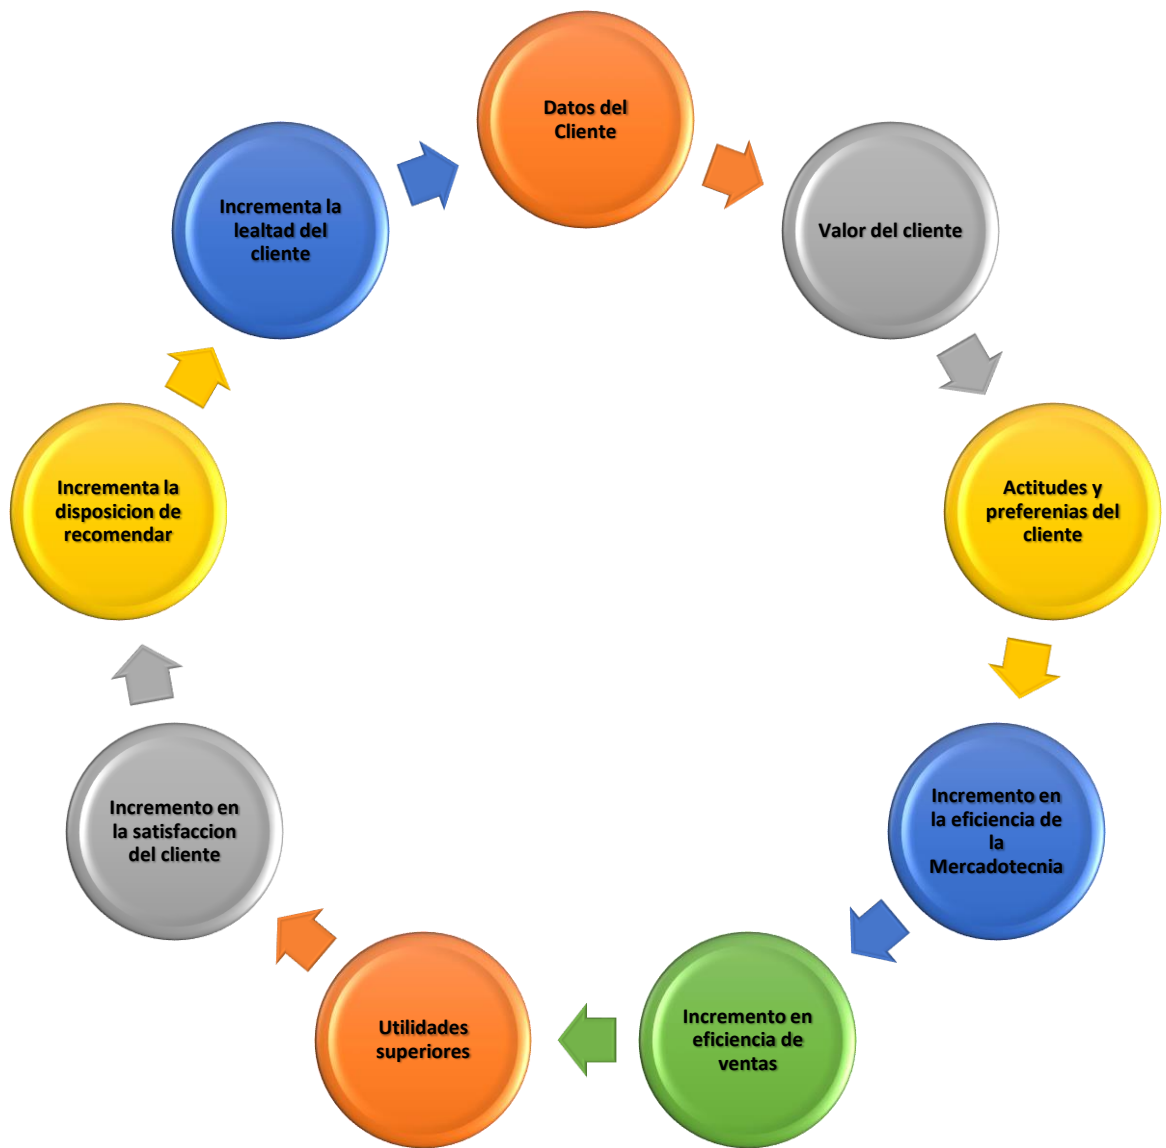 Datos del
Cliente
Valor del cliente
Actitudes y
preferenias del
cliente
Incremento en
la eficiencia de
la
Mercadotecnia
Incremento en
eficiencia de
ventas
Utilidades
superiores
Incremento en
la satisfaccion
del cliente
Incrementa la
disposicion de
recomendar
Incrementa la
lealtad del
cliente